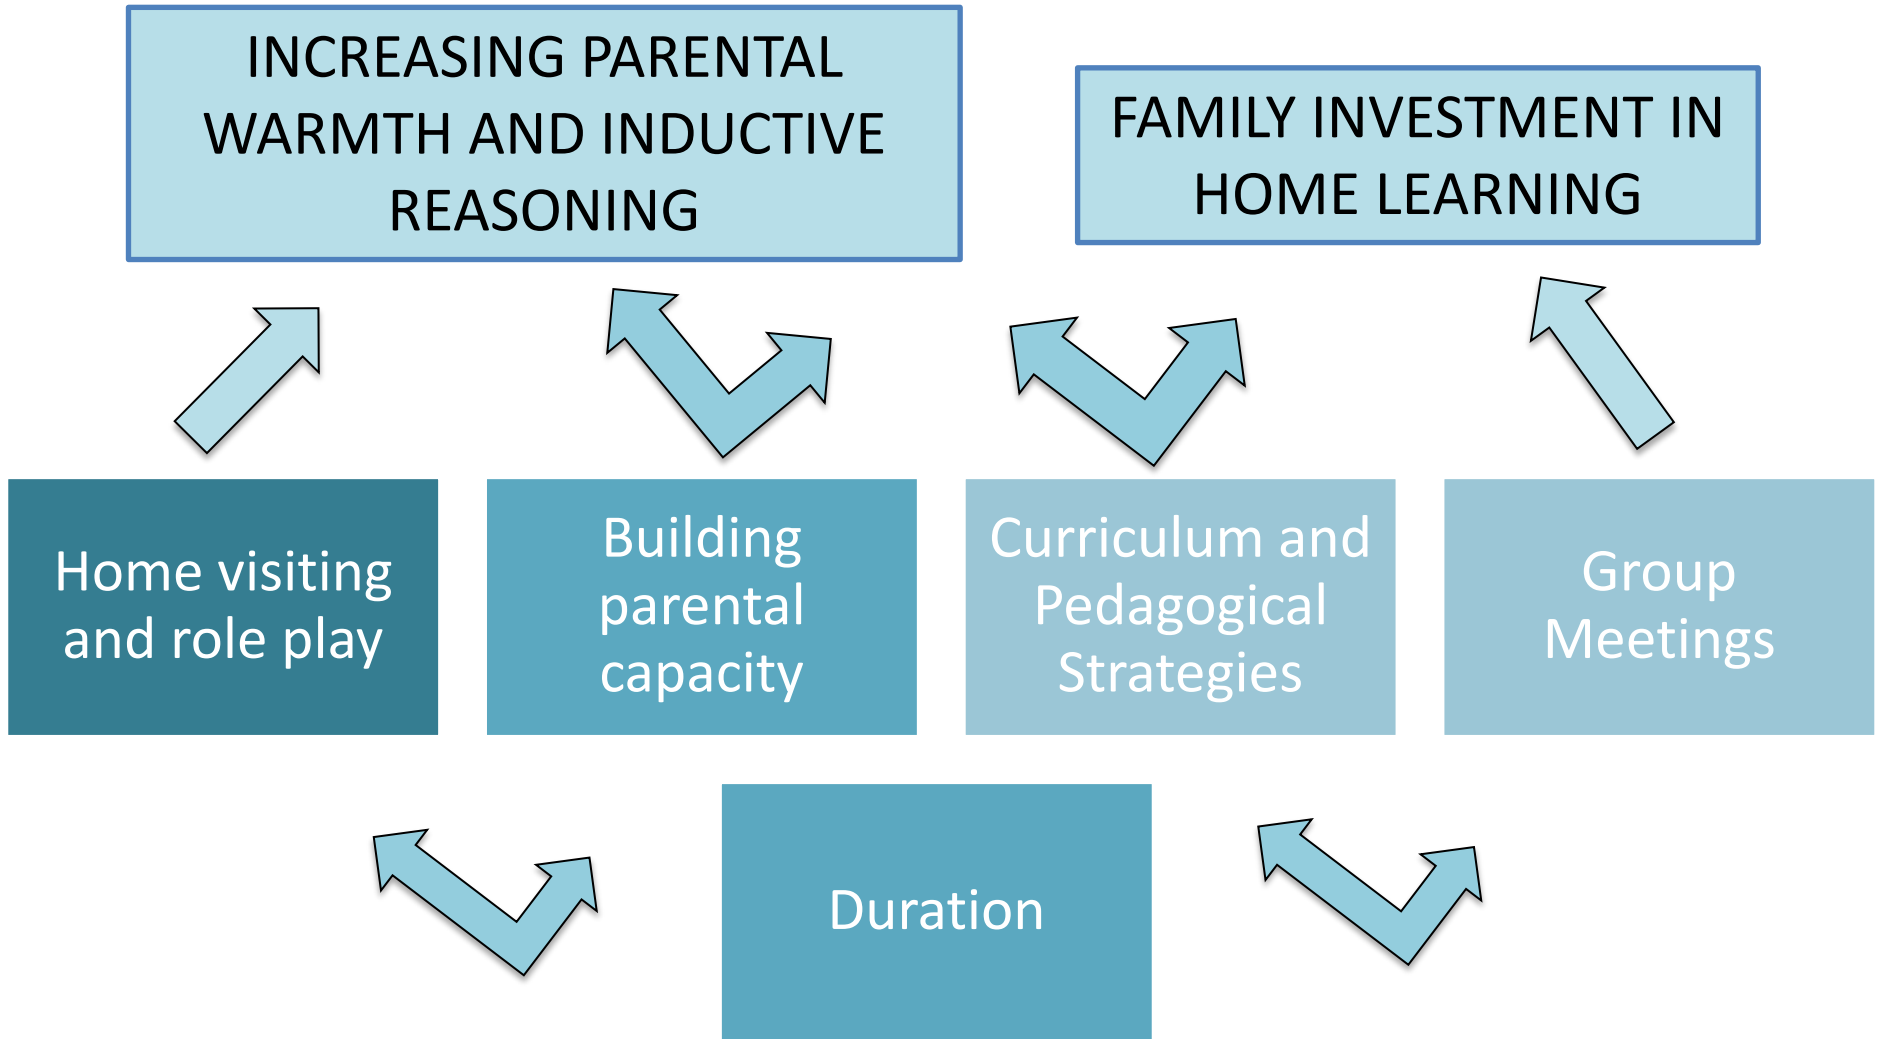 INCREASING PARENTAL
WARMTH AND INDUCTIVE
REASONING
FAMILY INVESTMENT IN
HOME LEARNING
Home visiting
and role play
Building
parental
capacity
Curriculum and
Pedagogical
Strategies
Group
Meetings
Duration